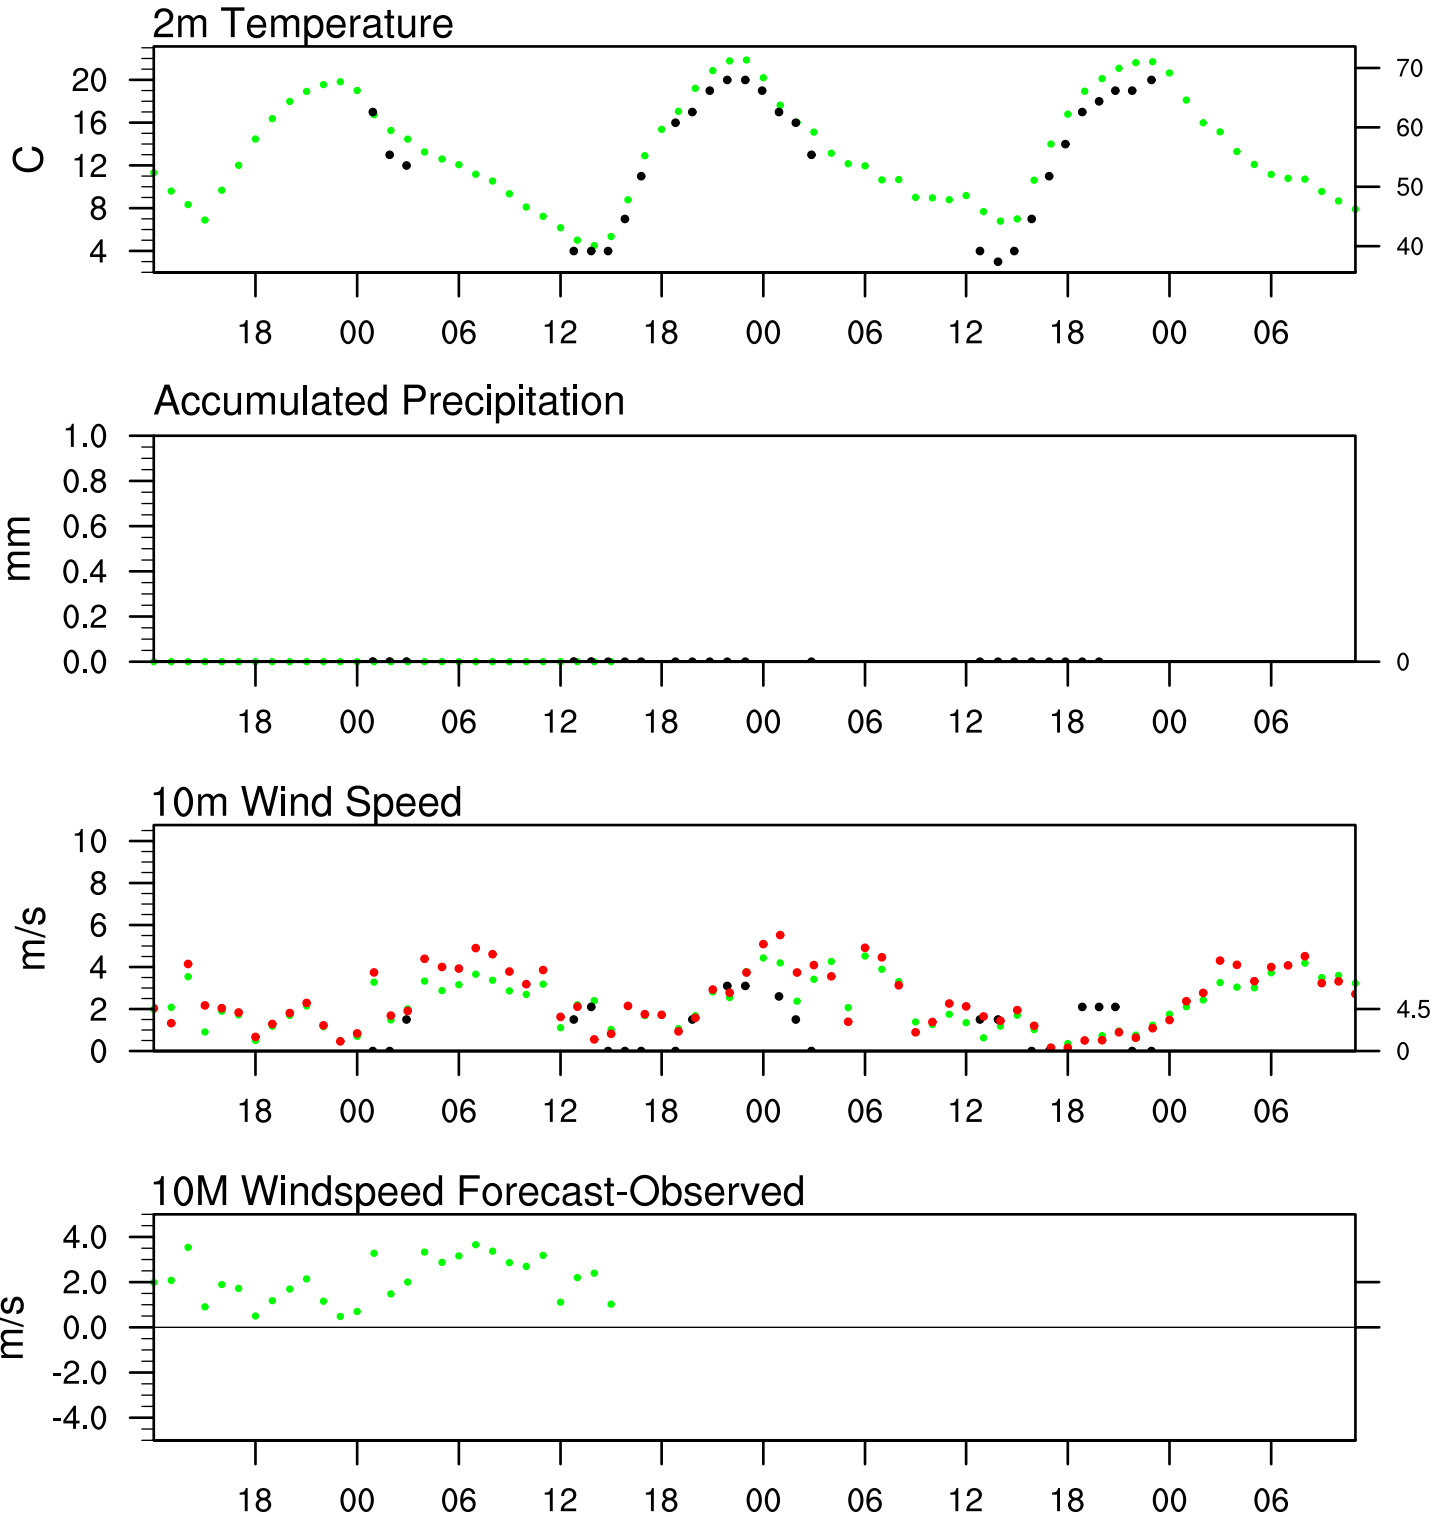 2m Temperature
20
16
12
8
4
C
70
60
50
40
18 00 06 12 18 00 06 12 18 00 06
Accumulated Precipitation
1.0
0.8
0.6
0.4
0.2
0.0
mm
0
18 00 06 12 18 00 06 12 18 00 06
10m Wind Speed
10
8
6
4
2
0
m/s
4.5
0
18 00 06 12 18 00 06 12 18 00 06
10M Windspeed Forecast-Observed
4.0
2.0
0.0
-2.0
-4.0
m/s
18 00 06 12 18 00 06 12 18 00 06